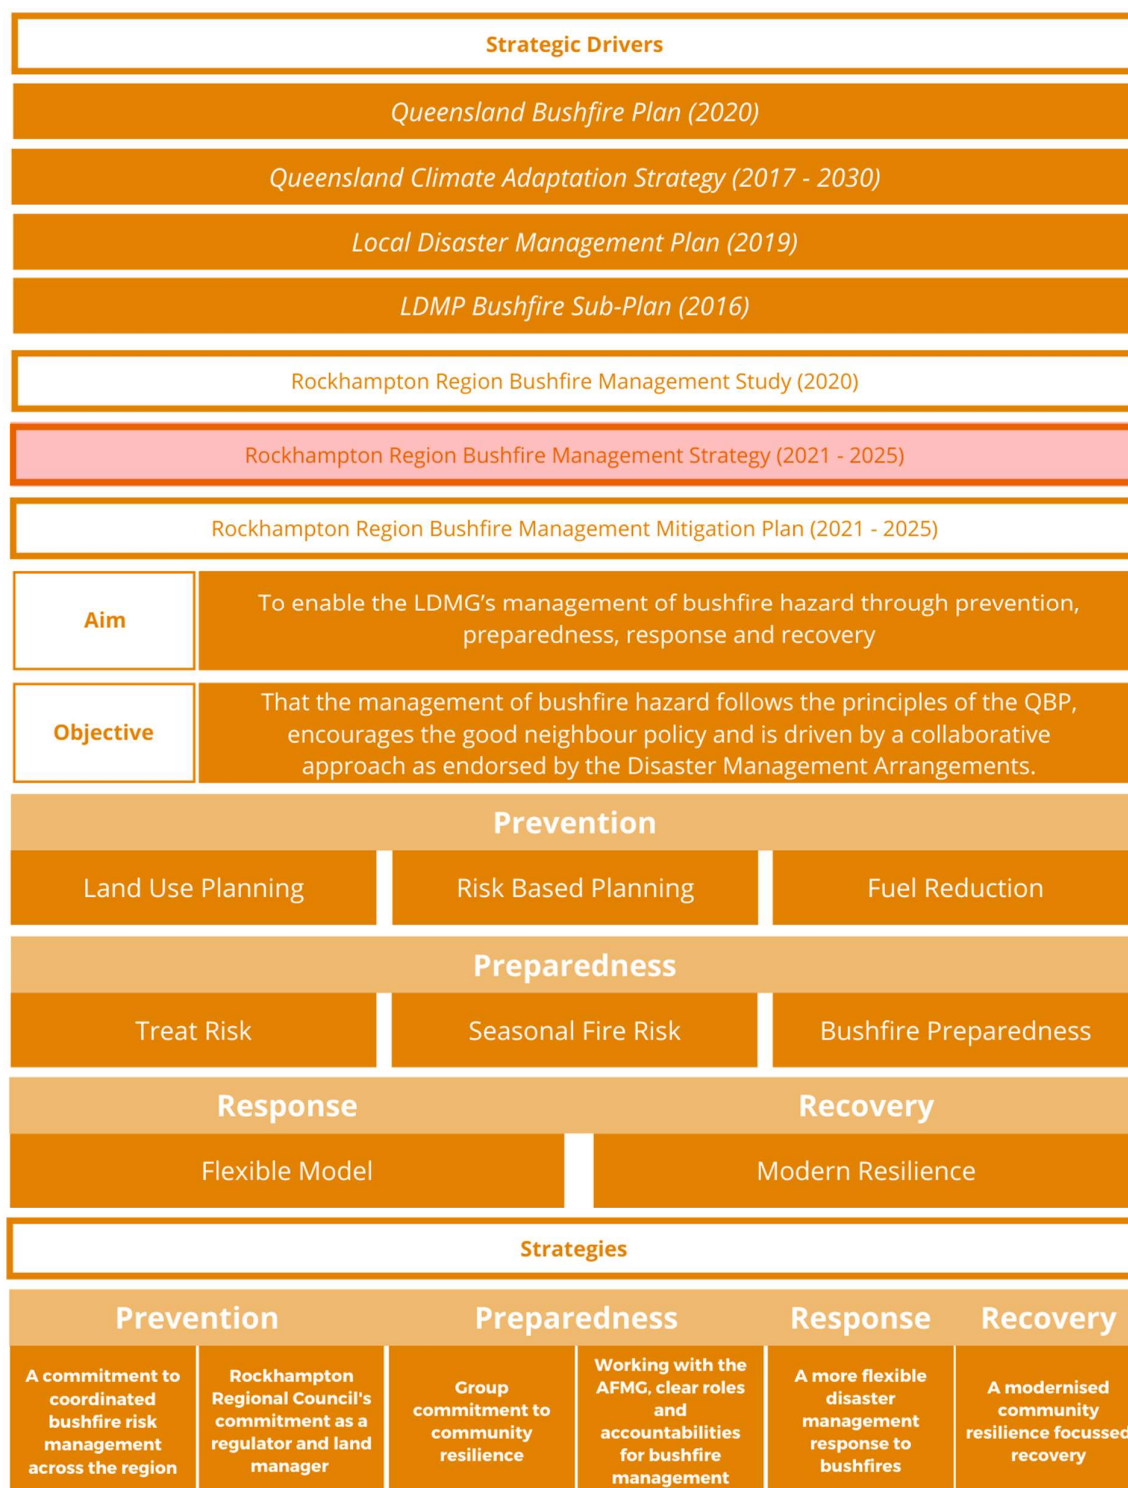 Strategic Drivers
Queensland Bushfire Plan (2020)
Queensland Climate Adaptation Strategy (2017 - 2030)
Local Disaster Management Plan (2019)
LDMP Bushfire Sub-Plan (2016)
Rockhampton Region Bushfire Management Study (2020)
Rockhampton Region Bushfire Management Strategy (2021 - 2025)
Rockhampton Region Bushfire Management Mitigation Plan (2021 - 2025)
Aim
To enable the LDMG’s management of bushfire hazard through prevention,
preparedness, response and recovery
Objective
That the management of bushfire hazard follows the principles of the QBP,
encourages the good neighbour policy and is driven by a collaborative
approach as endorsed by the Disaster Management Arrangements.
Prevention
Land Use Planning
Risk Based Planning
Fuel Reduction
Preparedness
Treat Risk
Seasonal Fire Risk
Bushfire Preparedness
Response
Recovery
Flexible Model
Modern Resilience
Strategies
Prevention
Preparedness
Response
Recovery
A commitment to
coordinated
bushfire risk
management
across the region
Rockhampton
Regional Council's
commitment as a
regulator and land
manager
Group
commitment to
community
resilience
Working with the
AFMG, clear roles
and
accountabilities
for bushfire
management
A more flexible
disaster
management
response to
bushfires
A modernised
community
resilience focussed
recovery